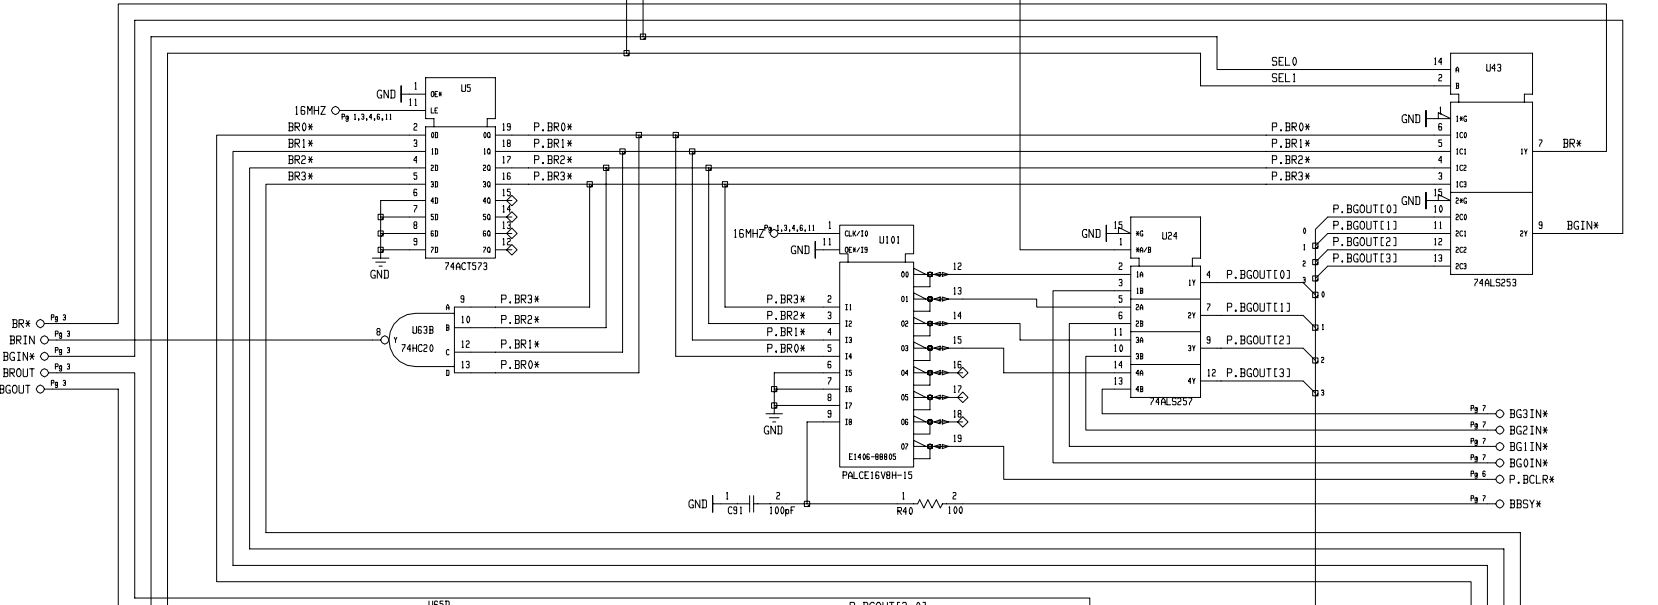 SEL0 14 A U43
SEL1 2 B
U5
GND 1 OE*
16MHZ 11 LE
Pg 1,3,4,6,11
BR0* 2 0D 0Q 19 P.BR0*
BR1* 3 1D 1Q 18 P.BR1*
BR2* 4 2D 2Q 17 P.BR2*
BR3* 5 3D 3Q 16 P.BR3*
6 4D 4Q 15
7 5D 5Q 14
8 6D 6Q 13
9 7D 7Q 12
GND
74ACT573
GND 1 1*G
P.BR0* 6 1C0
P.BR1* 5 1C1 1Y 7 BR*
P.BR2* 4 1C2
P.BR3* 3 1C3
GND 15 2*G
P.BGOUT[0] 10 2C0
P.BGOUT[1] 11 2C1 2Y 9 BGIN*
P.BGOUT[2] 12 2C2
P.BGOUT[3] 13 2C3
74ALS253
0
1
2
3
16MHZ Pg 1,3,4,6,11 1 CLK/I0 U101
GND 11 OE*/I9
O0 12
O1 13
O2 14
O3 15
O4 16
O5 17
O6 18
O7 19
P.BR3* 2 I1
P.BR2* 3 I2
P.BR1* 4 I3
P.BR0* 5 I4
6 I5
7 I6
8 I7
9 I8
GND
E1406-88805
PALCE16V8H-15
GND 15 *G U24
1 *A/B
2 1A 1Y 4 P.BGOUT[0] 0
3 1B
5 2A 2Y 7 P.BGOUT[1] 1
6 2B
11 3A 3Y 9 P.BGOUT[2] 2
10 3B
14 4A 4Y 12 P.BGOUT[3] 3
13 4B
74ALS257
9 A P.BR3*
10 B P.BR2*
12 C P.BR1*
13 D P.BR0*
8 Y U63B
74HC20
BR* Pg 3
BRIN Pg 3
BGIN* Pg 3
BROUT Pg 3
BGOUT Pg 3
Pg 7 BG3IN*
Pg 7 BG2IN*
Pg 7 BG1IN*
Pg 7 BG0IN*
Pg 6 P.BCLR*
Pg 7 BBSY*
GND 1 C91 2 100pF
1 R40 2 100